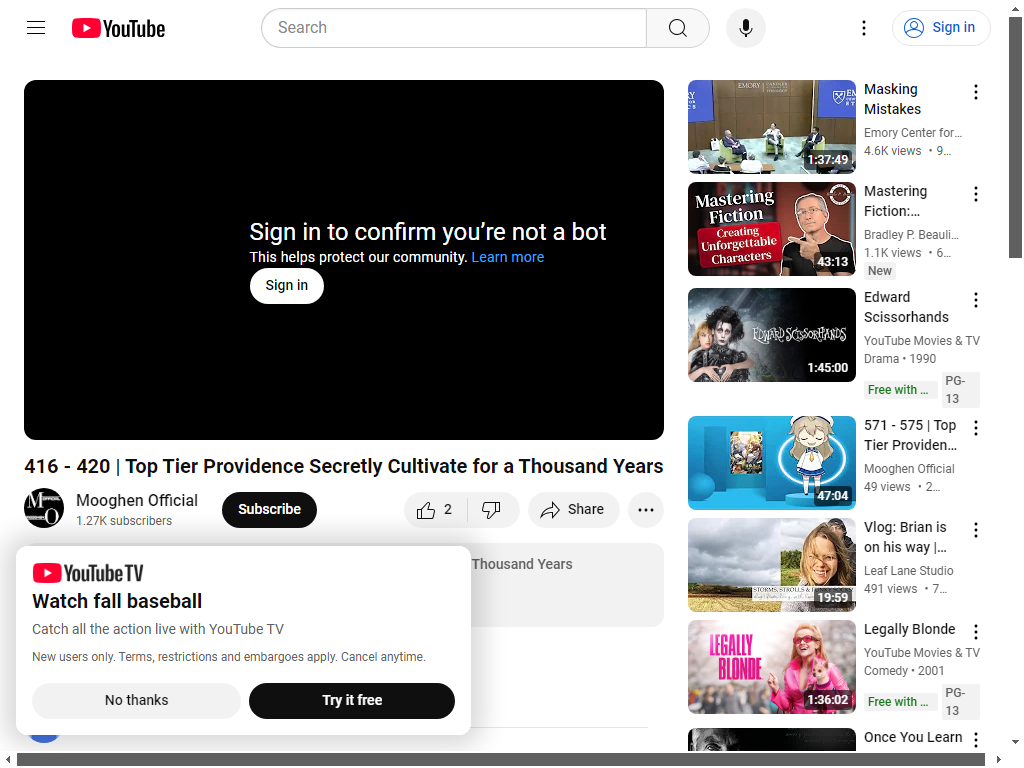 YouTube
Search
Sign in
Sign in to confirm you're not a bot
This helps protect our community. Learn more
Sign in
416 - 420 | Top Tier Providence Secretly Cultivate for a Thousand Years
Mooghen Official
1.27K subscribers
Subscribe
2
Share
Thousand Years
YouTube TV
Watch fall baseball
Catch all the action live with YouTube TV
New users only. Terms, restrictions and embargoes apply. Cancel anytime.
No thanks
Try it free
EMORY
1:37:49
Masking
Mistakes
Emory Center for…
4.6K views • 9…
Mastering
Fiction
Creating
Unforgettable
Characters
43:13
Mastering
Fiction:…
Bradley P. Beauli…
1.1K views • 6…
New
EDWARD SCISSORHANDS
1:45:00
Edward
Scissorhands
YouTube Movies & TV
Drama • 1990
Free with …
PG-
13
47:04
571 - 575 | Top
Tier Providen…
Mooghen Official
49 views • 2…
STORMS, STROLLS &
19:59
Vlog: Brian is
on his way |…
Leaf Lane Studio
491 views • 7…
LEGALLY
BLONDE
1:36:02
Legally Blonde
YouTube Movies & TV
Comedy • 2001
Free with …
PG-
13
Once You Learn